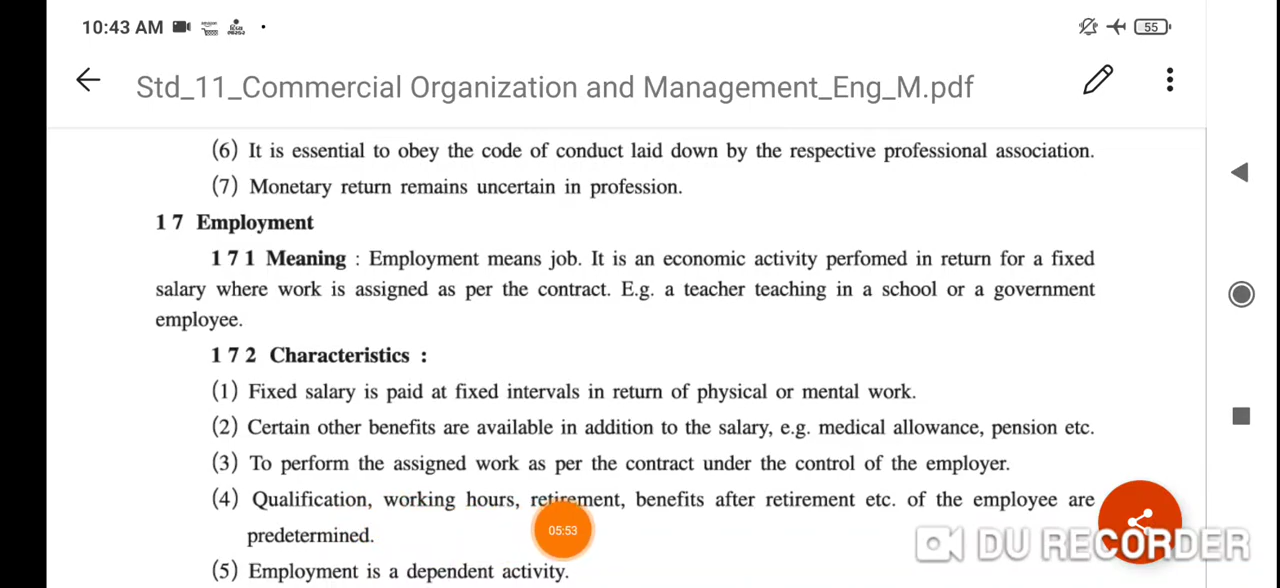 10:43 AM
55
Std_11_Commercial Organization and Management_Eng_M.pdf
(6) It is essential to obey the code of conduct laid down by the respective professional association.
(7) Monetary return remains uncertain in profession.
1 7 Employment
1 7 1 Meaning : Employment means job. It is an economic activity perfomed in return for a fixed
salary where work is assigned as per the contract. E.g. a teacher teaching in a school or a government
employee.
1 7 2 Characteristics :
(1) Fixed salary is paid at fixed intervals in return of physical or mental work.
(2) Certain other benefits are available in addition to the salary, e.g. medical allowance, pension etc.
(3) To perform the assigned work as per the contract under the control of the employer.
(4) Qualification, working hours, retirement, benefits after retirement etc. of the employee are
predetermined.
05:53
DU RECORDER
(5) Employment is a dependent activity.